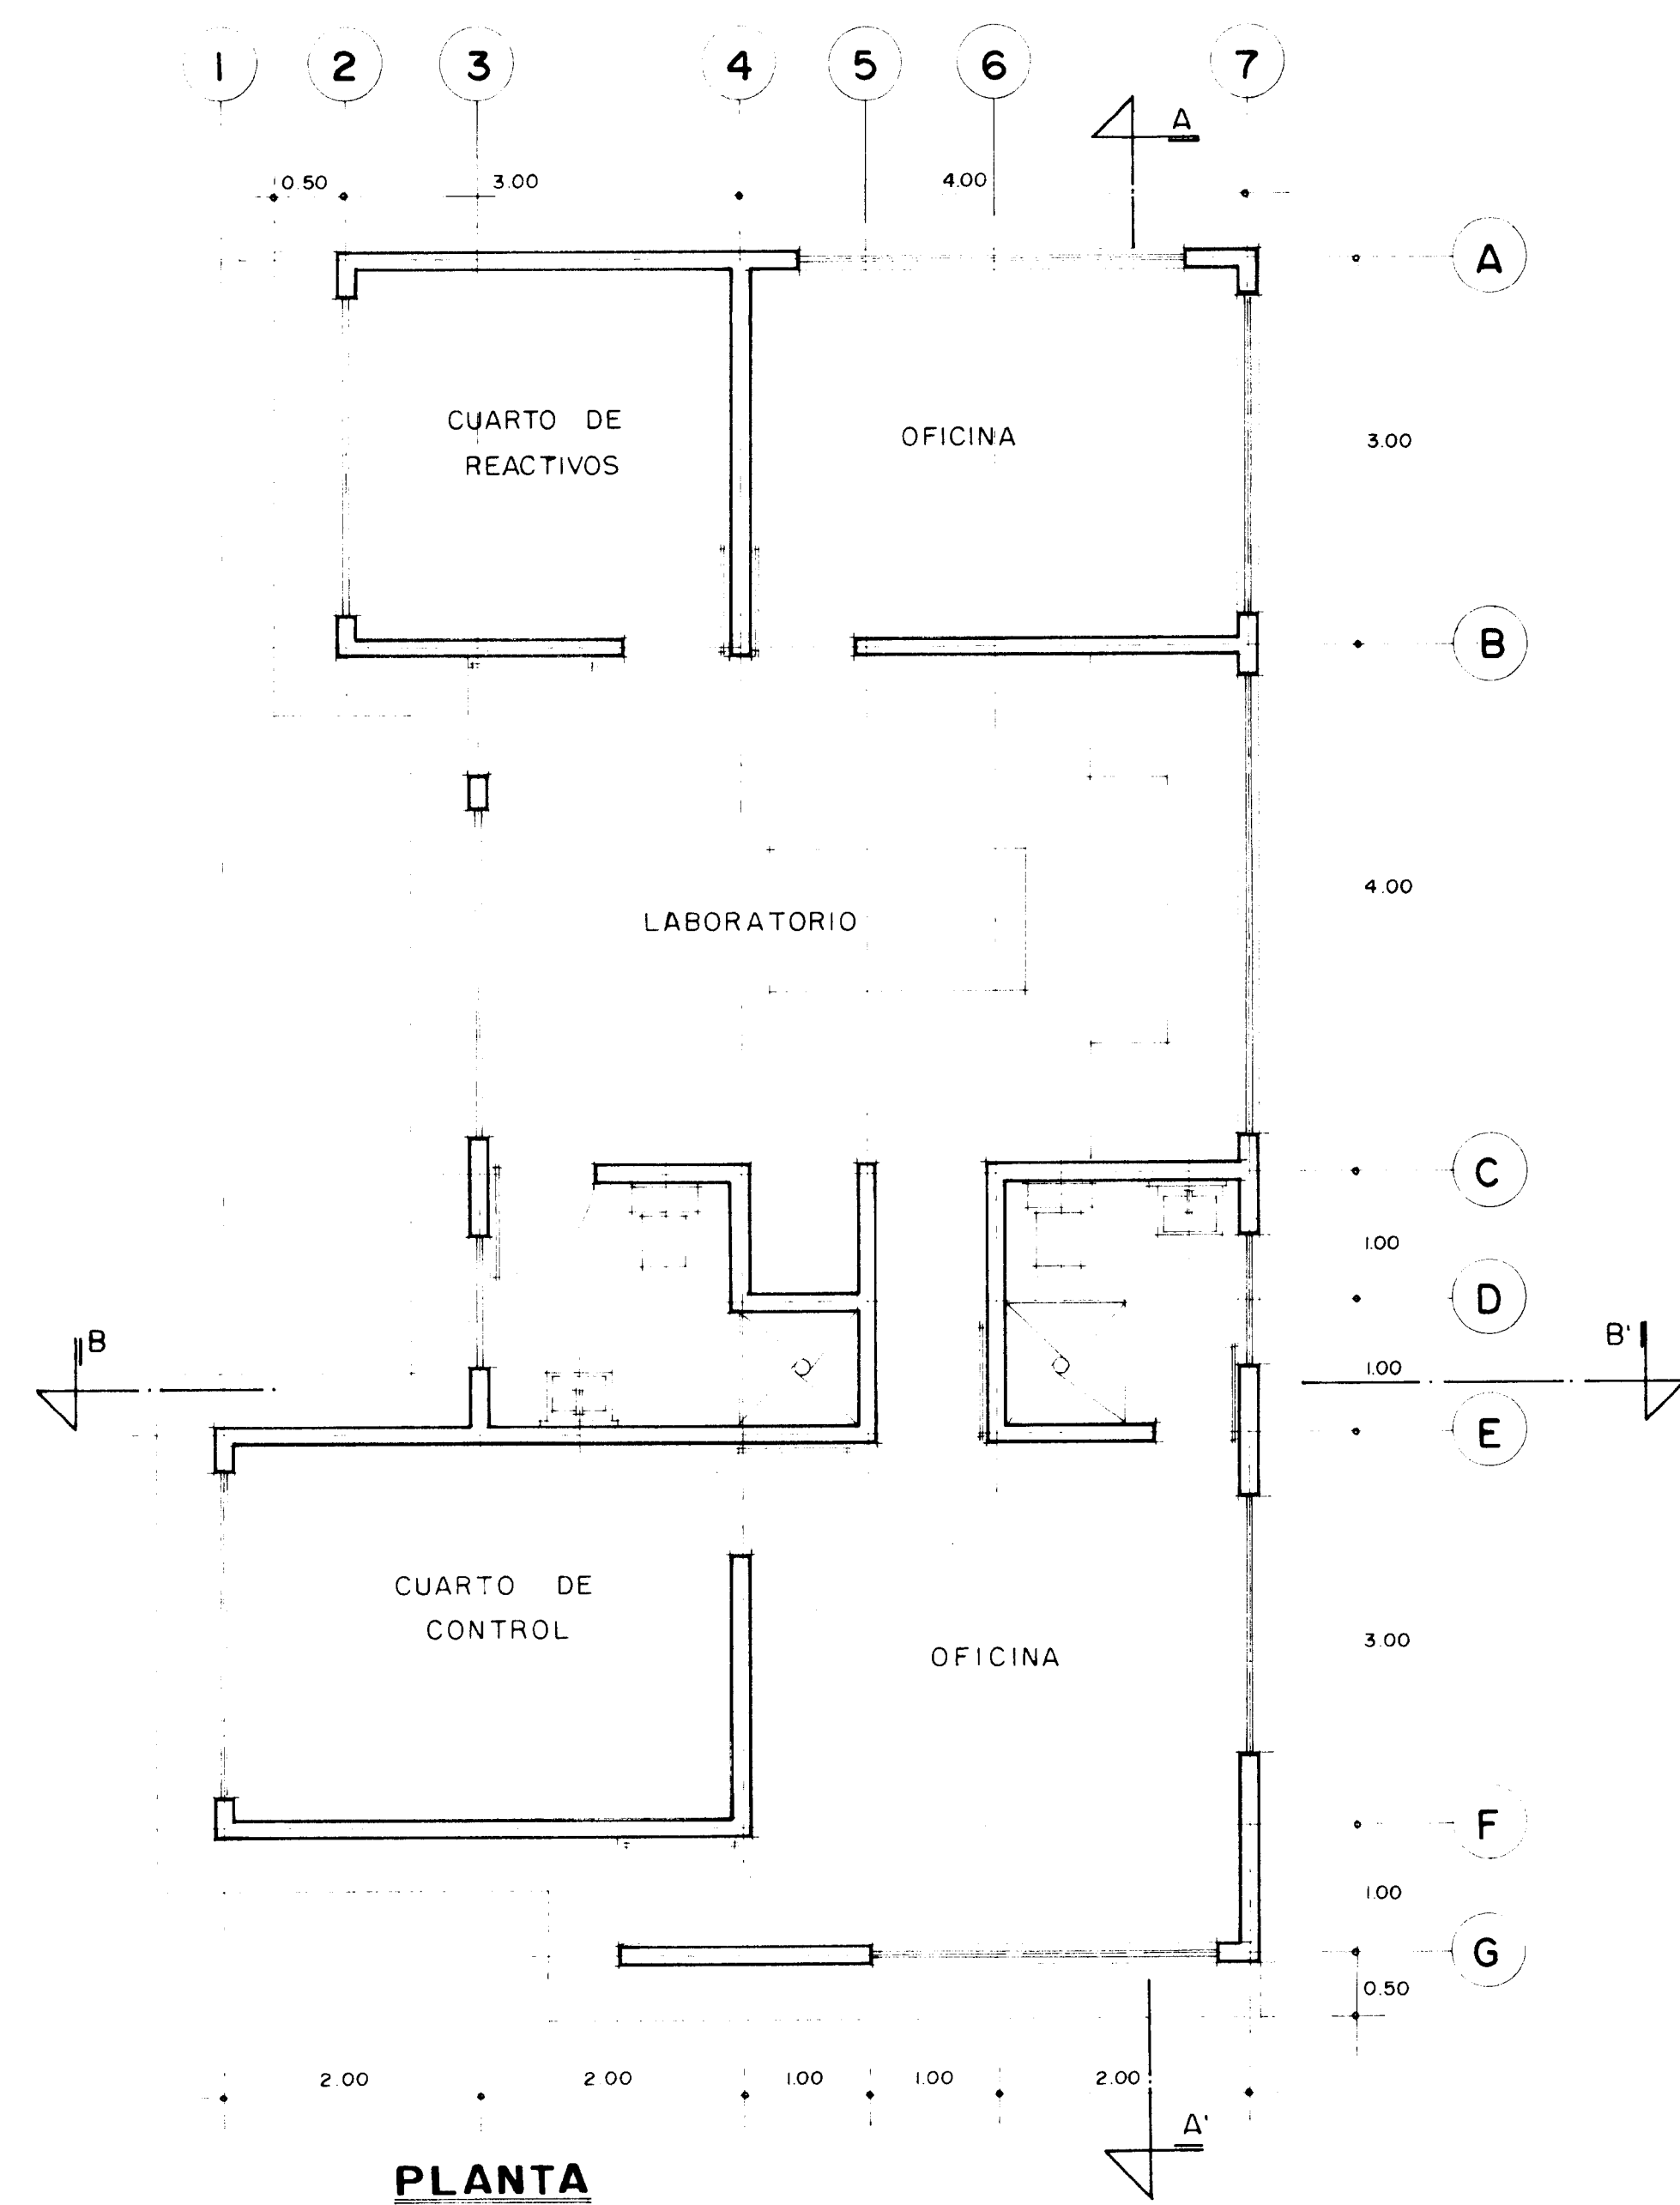 1 2 3 4 5 6 7
A
0.50 3.00 4.00
A
CUARTO DE
REACTIVOS
OFICINA
3.00
B
4.00
LABORATORIO
C
1.00
D
B B'
1.00
E
CUARTO DE
CONTROL
OFICINA
3.00
F
1.00
G
0.50
2.00 2.00 1.00 1.00 2.00
A'
PLANTA